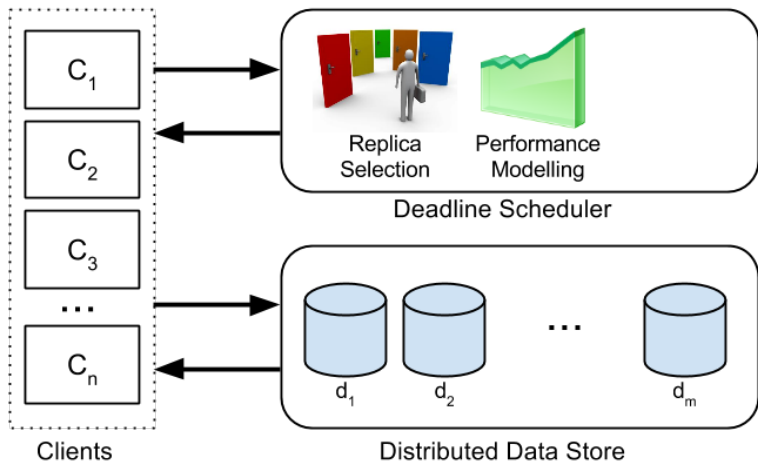 C₁
C₂
C₃
...
Cₙ
Clients
Replica
Selection
Performance
Modelling
Deadline Scheduler
d₁
d₂
...
dₘ
Distributed Data Store